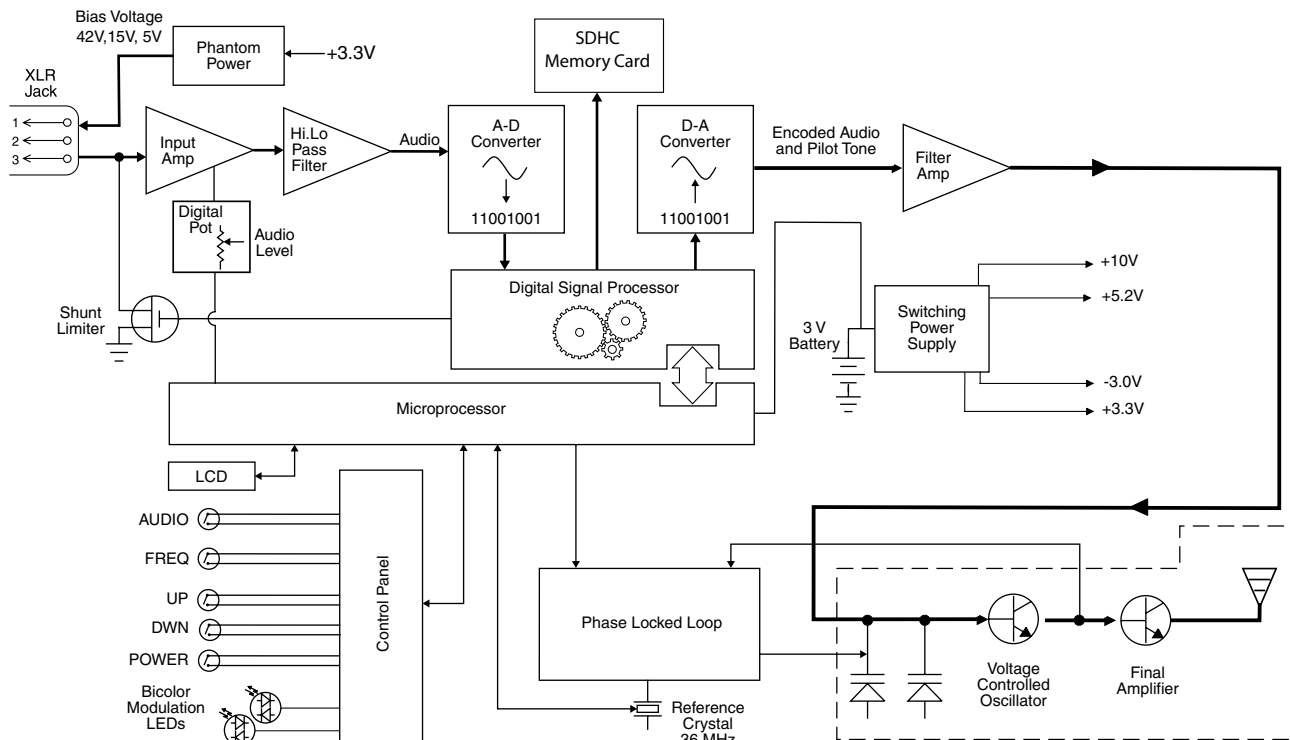 Bias Voltage
42V,15V, 5V
Phantom
Power
+3.3V
SDHC
Memory Card
XLR
Jack
1
2
3
Input
Amp
Hi.Lo
Pass
Filter
Audio
A-D
Converter
11001001
D-A
Converter
11001001
Encoded Audio
and Pilot Tone
Filter
Amp
Digital
Pot
Audio
Level
Shunt
Limiter
Digital Signal Processor
3 V
Battery
Switching
Power
Supply
+10V
+5.2V
-3.0V
+3.3V
Microprocessor
LCD
AUDIO
FREQ
UP
DWN
POWER
Bicolor
Modulation
LEDs
Control Panel
Phase Locked Loop
Reference
Crystal
36 MHz
Voltage
Controlled
Oscillator
Final
Amplifier